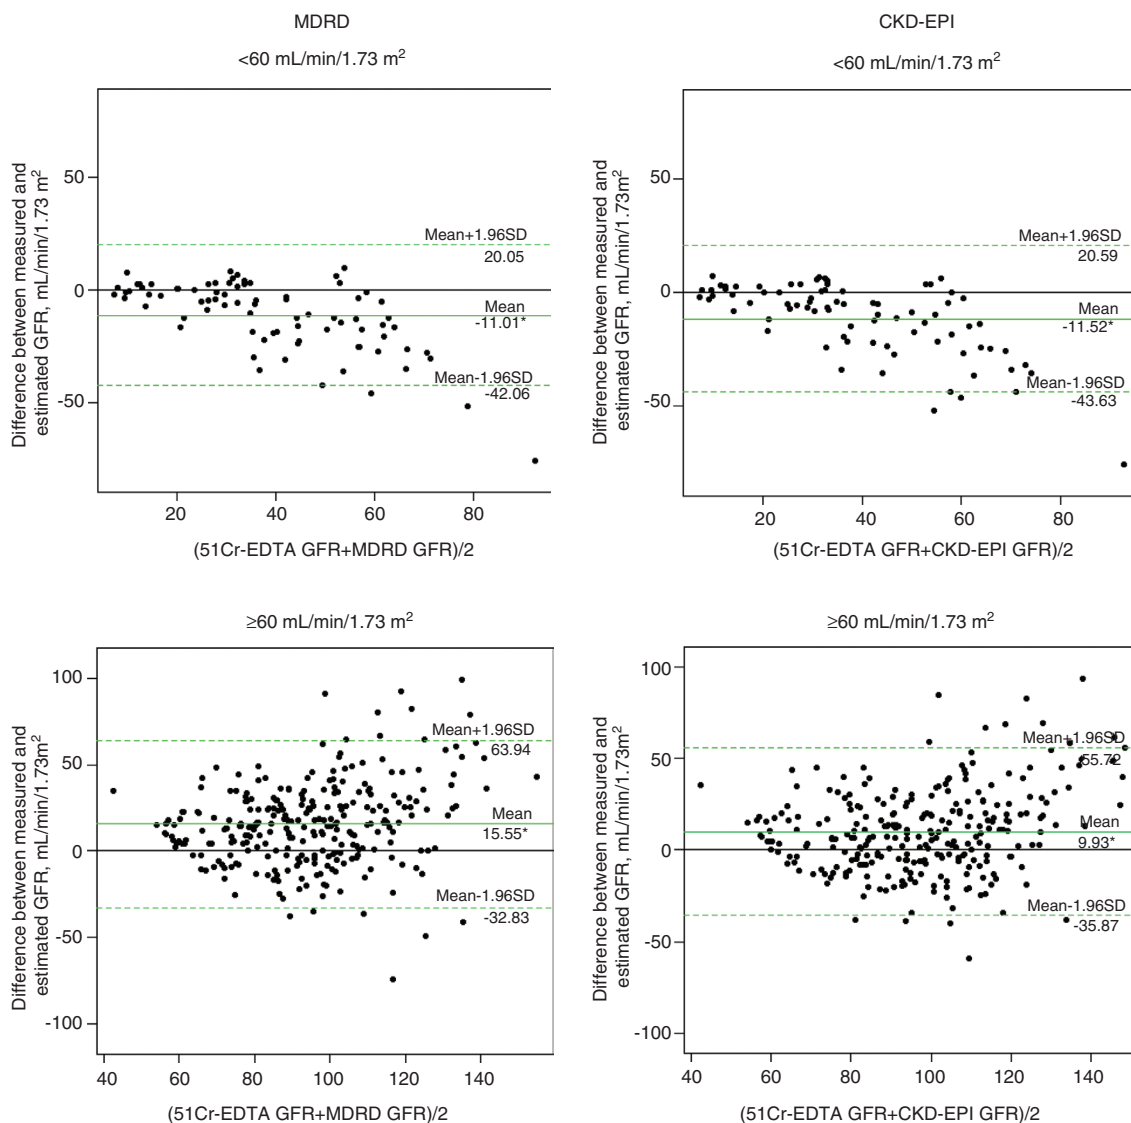 MDRD
<60 mL/min/1.73 m²
Difference between measured and
estimated GFR, mL/min/1.73 m²
50
0
-50
Mean+1.96SD
20.05
Mean
-11.01*
Mean-1.96SD
-42.06
20
40
60
80
(51Cr-EDTA GFR+MDRD GFR)/2
CKD-EPI
<60 mL/min/1.73 m²
Difference between measured and
estimated GFR, mL/min/1.73m²
50
0
-50
Mean+1.96SD
20.59
Mean
-11.52*
Mean-1.96SD
-43.63
20
40
60
80
(51Cr-EDTA GFR+CKD-EPI GFR)/2
≥60 mL/min/1.73 m²
Difference between measured and
estimated GFR, mL/min/1.73m²
100
50
0
-50
-100
Mean+1.96SD
63.94
Mean
15.55*
Mean-1.96SD
-32.83
40
60
80
100
120
140
(51Cr-EDTA GFR+MDRD GFR)/2
≥60 mL/min/1.73 m²
Difference between measured and
estimated GFR, mL/min/1.73m²
100
50
0
-50
-100
Mean+1.96SD
55.72
Mean
9.93*
Mean-1.96SD
-35.87
40
60
80
100
120
140
(51Cr-EDTA GFR+CKD-EPI GFR)/2